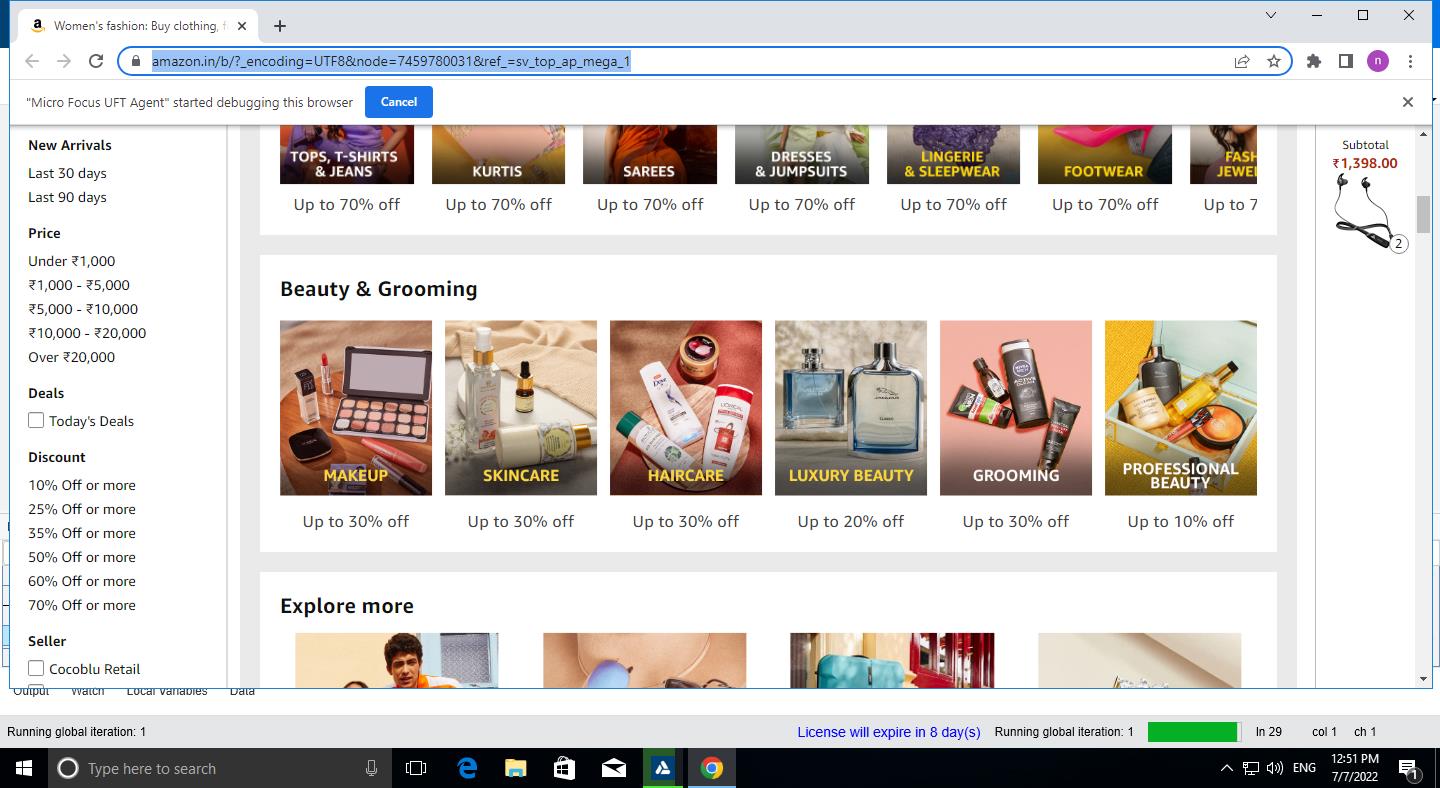 Women's fashion: Buy clothing, f
amazon.in/b/?_encoding=UTF8&node=7459780031&ref_=sv_top_ap_mega_1
n
"Micro Focus UFT Agent" started debugging this browser
Cancel
New Arrivals
Last 30 days
Last 90 days
Price
Under ₹1,000
₹1,000 - ₹5,000
₹5,000 - ₹10,000
₹10,000 - ₹20,000
Over ₹20,000
Deals
Today's Deals
Discount
10% Off or more
25% Off or more
35% Off or more
50% Off or more
60% Off or more
70% Off or more
Seller
Cocoblu Retail
TOPS, T-SHIRTS
& JEANS
KURTIS
SAREES
DRESSES
& JUMPSUITS
LINGERIE
& SLEEPWEAR
FOOTWEAR
FASH
JEWEL
Up to 70% off
Up to 70% off
Up to 70% off
Up to 70% off
Up to 70% off
Up to 70% off
Up to 7
Beauty & Grooming
MAKEUP
SKINCARE
Dove
L'OREAL
HAIRCARE
JAGUAR
CLASSIC
LUXURY BEAUTY
NIVEA
MEN
ACTIVE
GROOMING
PROFESSIONAL
BEAUTY
Up to 30% off
Up to 30% off
Up to 30% off
Up to 20% off
Up to 30% off
Up to 10% off
Explore more
Subtotal
₹1,398.00
2
Output
Watch
Local Variables
Data
Running global iteration: 1
License will expire in 8 day(s)
Running global iteration: 1
ln 29
col 1
ch 1
Type here to search
ENG
12:51 PM
7/7/2022
1